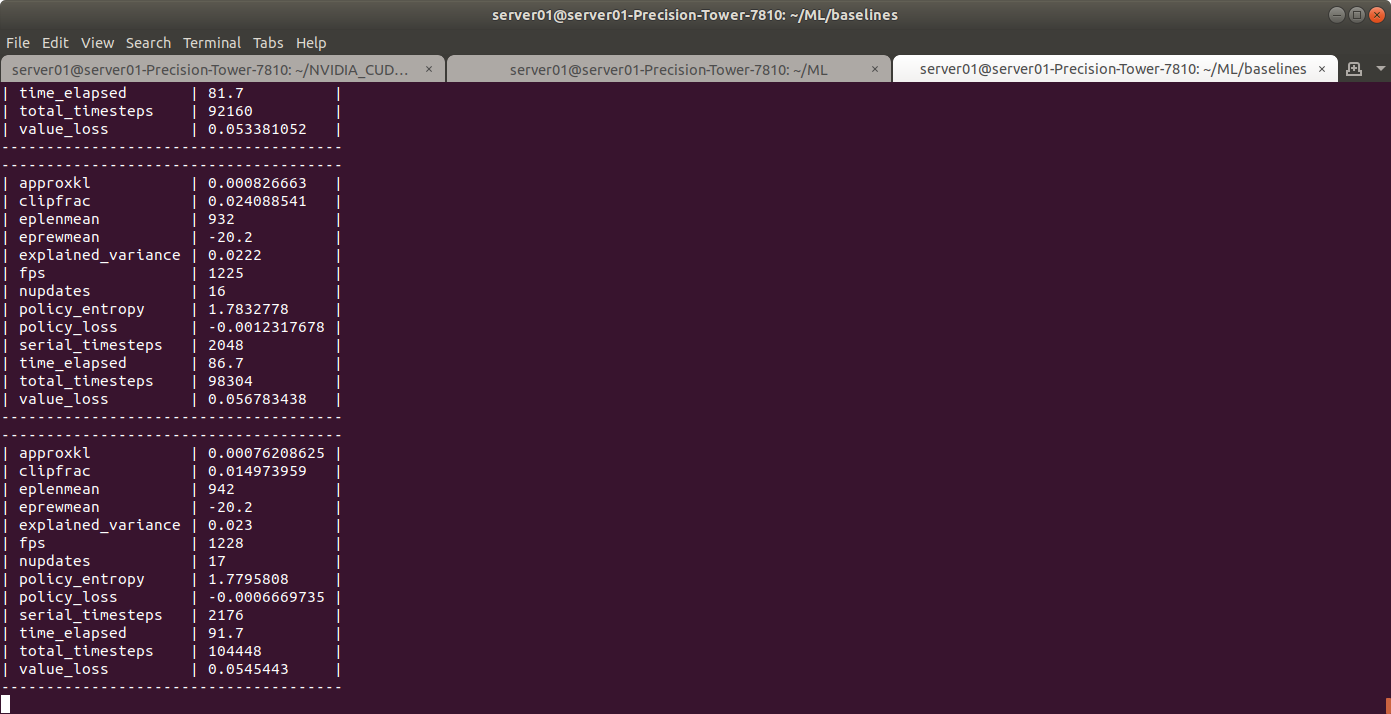 server01@server01-Precision-Tower-7810: ~/ML/baselines
File Edit View Search Terminal Tabs Help
server01@server01-Precision-Tower-7810: ~/NVIDIA_CUD... × server01@server01-Precision-Tower-7810: ~/ML × server01@server01-Precision-Tower-7810: ~/ML/baselines ×
| time_elapsed       | 81.7          |
| total_timesteps    | 92160         |
| value_loss         | 0.053381052   |
--------------------------------------
--------------------------------------
| approxkl           | 0.000826663   |
| clipfrac           | 0.024088541   |
| eplenmean          | 932           |
| eprewmean          | -20.2         |
| explained_variance | 0.0222        |
| fps                | 1225          |
| nupdates           | 16            |
| policy_entropy     | 1.7832778     |
| policy_loss        | -0.0012317678 |
| serial_timesteps   | 2048          |
| time_elapsed       | 86.7          |
| total_timesteps    | 98304         |
| value_loss         | 0.056783438   |
--------------------------------------
--------------------------------------
| approxkl           | 0.00076208625 |
| clipfrac           | 0.014973959   |
| eplenmean          | 942           |
| eprewmean          | -20.2         |
| explained_variance | 0.023         |
| fps                | 1228          |
| nupdates           | 17            |
| policy_entropy     | 1.7795808     |
| policy_loss        | -0.0006669735 |
| serial_timesteps   | 2176          |
| time_elapsed       | 91.7          |
| total_timesteps    | 104448        |
| value_loss         | 0.0545443     |
--------------------------------------